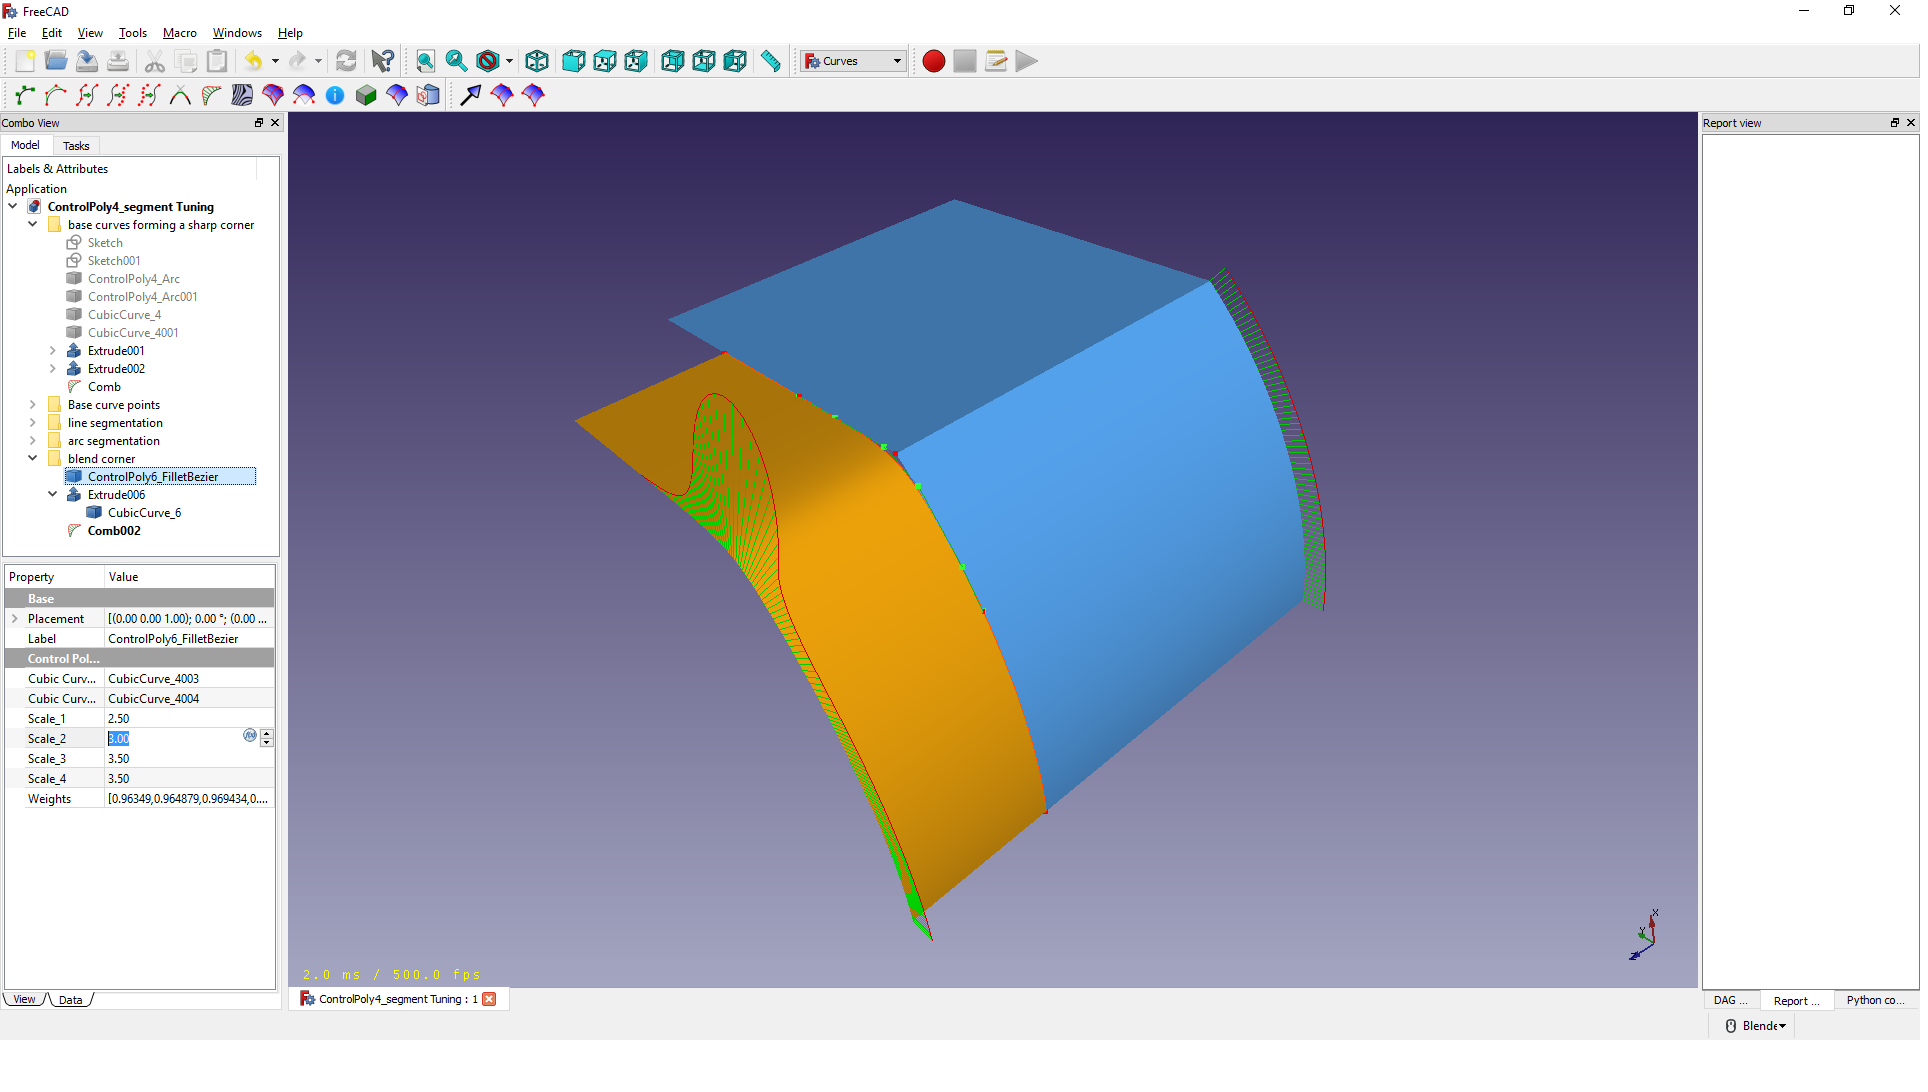 FreeCAD
File Edit View Tools Macro Windows Help
Curves
Combo View
Report view
Model Tasks
Labels & Attributes
Application
ControlPoly4_segment Tuning
base curves forming a sharp corner
Sketch
Sketch001
ControlPoly4_Arc
ControlPoly4_Arc001
CubicCurve_4
CubicCurve_4001
Extrude001
Extrude002
Comb
Base curve points
line segmentation
arc segmentation
blend corner
ControlPoly6_FilletBezier
Extrude006
CubicCurve_6
Comb002
Property Value
Base
Placement [(0.00 0.00 1.00); 0.00 °; (0.00 ...
Label ControlPoly6_FilletBezier
Control Pol...
Cubic Curv... CubicCurve_4003
Cubic Curv... CubicCurve_4004
Scale_1 2.50
Scale_2 3.00
Scale_3 3.50
Scale_4 3.50
Weights [0.96349,0.964879,0.969434,0....
X
Y
Z
2.0 ms / 500.0 fps
View Data
ControlPoly4_segment Tuning : 1
DAG ... Report ... Python co...
Blende